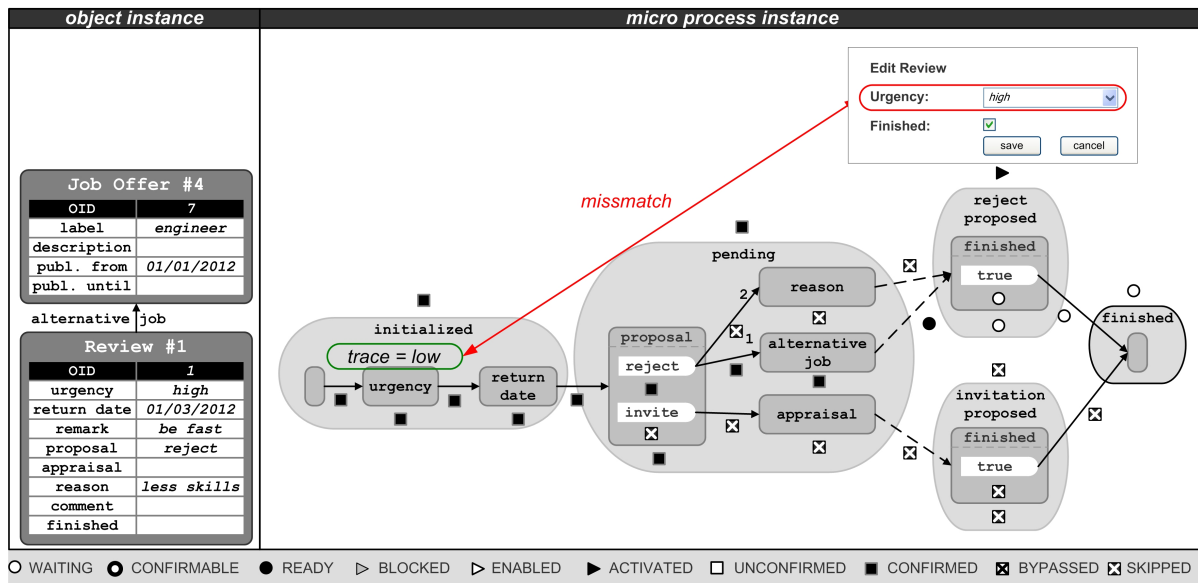 object instance
micro process instance
Edit Review
Urgency: high
Finished:
save cancel
missmatch
Job Offer #4
OID 7
label engineer
description
publ. from 01/01/2012
publ. until
alternative job
Review #1
OID 1
urgency high
return date 01/03/2012
remark be fast
proposal reject
appraisal
reason less skills
comment
finished
initialized
trace = low
urgency
return
date
pending
proposal
reject
invite
2
1
reason
alternative
job
appraisal
reject
proposed
finished
true
invitation
proposed
finished
true
finished
WAITING CONFIRMABLE READY BLOCKED ENABLED ACTIVATED UNCONFIRMED CONFIRMED BYPASSED SKIPPED